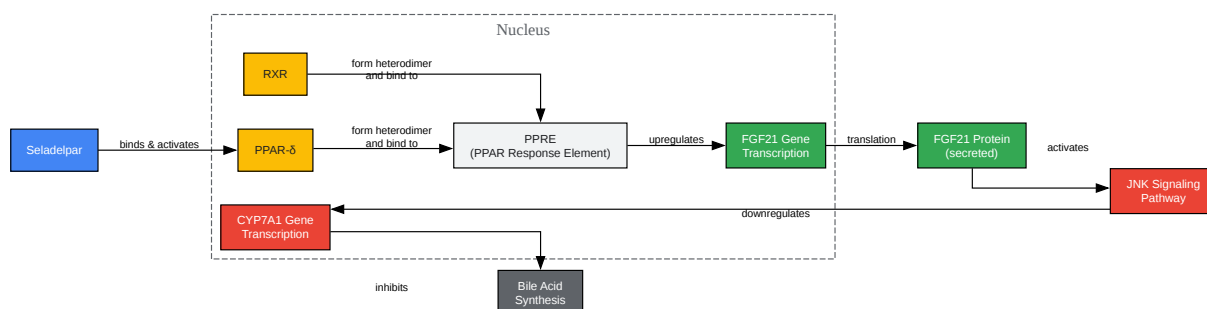 Nucleus
RXR
form heterodimer
and bind to
Seladelpar
binds & activates
PPAR-δ
form heterodimer
and bind to
PPRE
(PPAR Response Element)
upregulates
FGF21 Gene
Transcription
translation
FGF21 Protein
(secreted)
activates
JNK Signaling
Pathway
downregulates
CYP7A1 Gene
Transcription
inhibits
Bile Acid
Synthesis